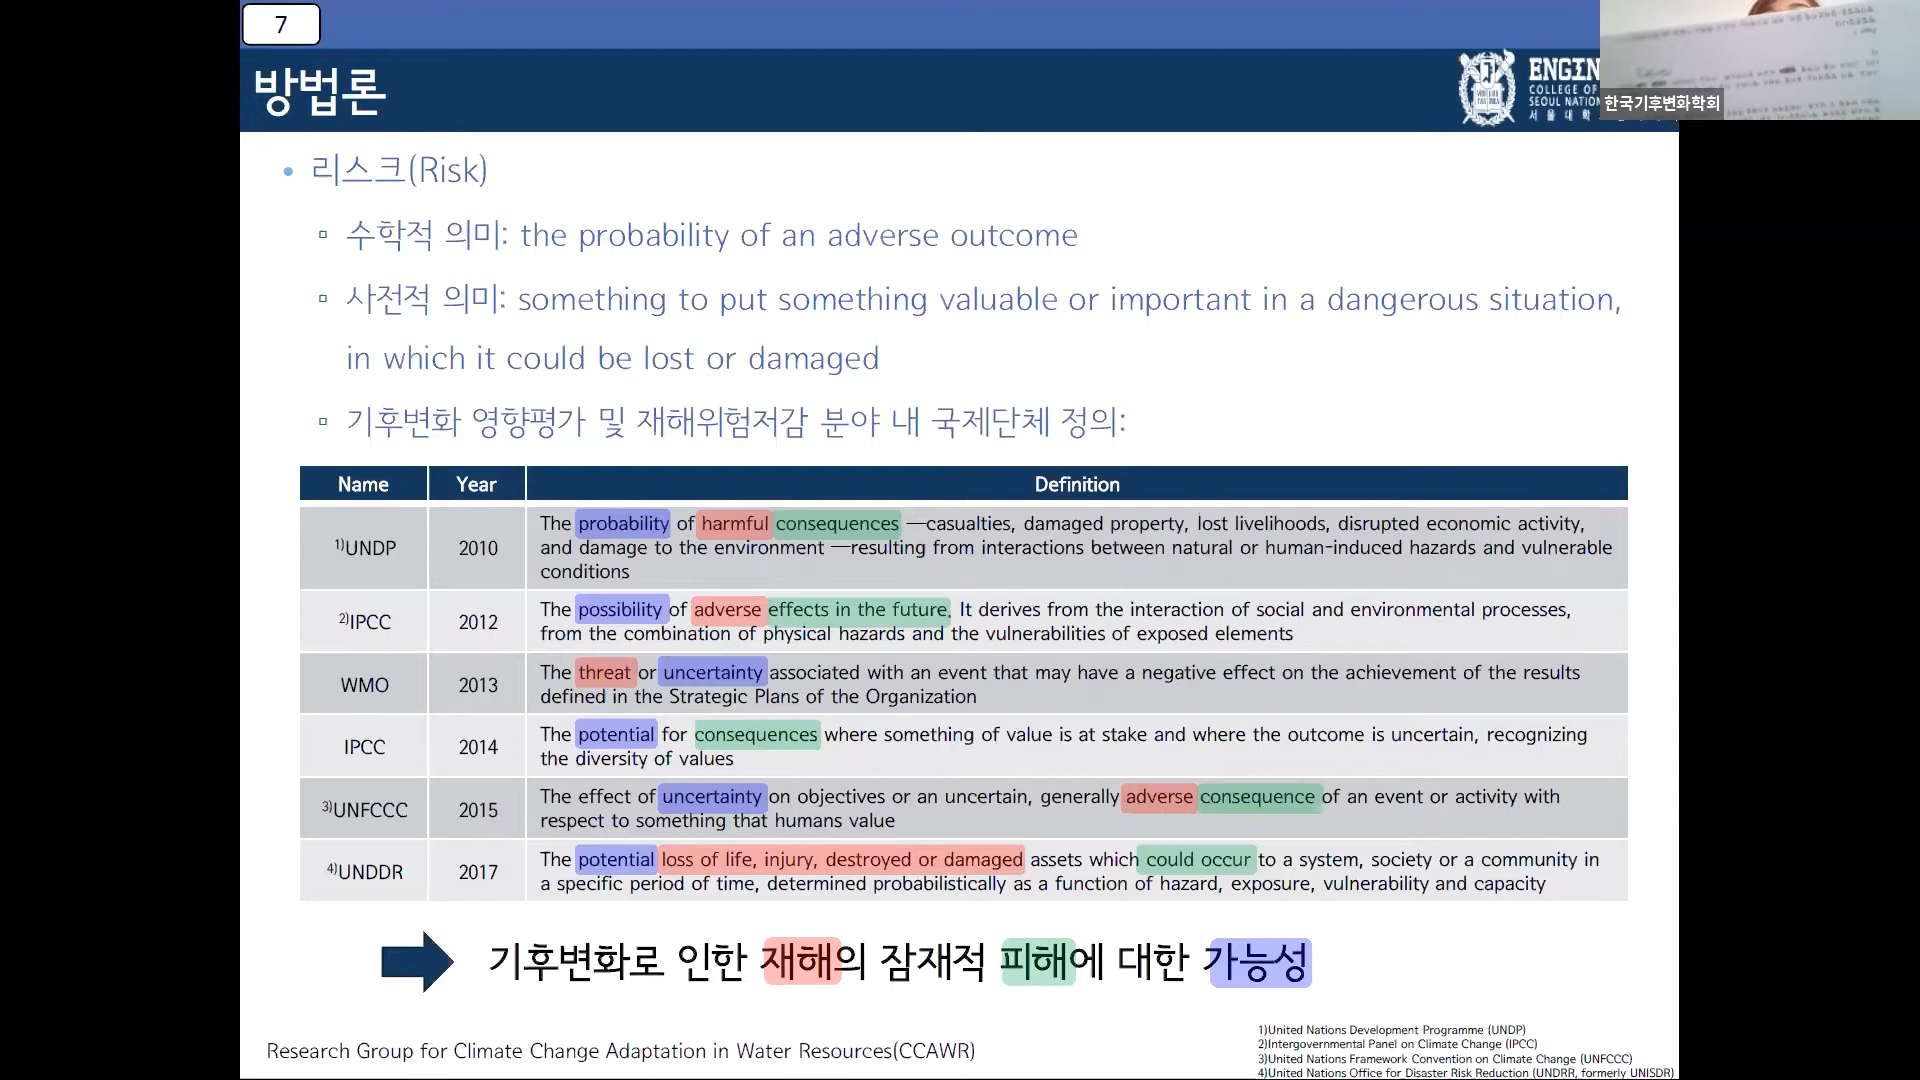 7
방법론
ENGIN
COLLEGE OF
SEOUL NATION
서 울 대 학
한국기후변화학회
• 리스크(Risk)
▫ 수학적 의미: the probability of an adverse outcome
▫ 사전적 의미: something to put something valuable or important in a dangerous situation,
in which it could be lost or damaged
▫ 기후변화 영향평가 및 재해위험저감 분야 내 국제단체 정의:
Name Year Definition
1)UNDP 2010 The probability of harmful consequences —casualties, damaged property, lost livelihoods, disrupted economic activity,
and damage to the environment —resulting from interactions between natural or human-induced hazards and vulnerable
conditions
2)IPCC 2012 The possibility of adverse effects in the future. It derives from the interaction of social and environmental processes,
from the combination of physical hazards and the vulnerabilities of exposed elements
WMO 2013 The threat or uncertainty associated with an event that may have a negative effect on the achievement of the results
defined in the Strategic Plans of the Organization
IPCC 2014 The potential for consequences where something of value is at stake and where the outcome is uncertain, recognizing
the diversity of values
3)UNFCCC 2015 The effect of uncertainty on objectives or an uncertain, generally adverse consequence of an event or activity with
respect to something that humans value
4)UNDDR 2017 The potential loss of life, injury, destroyed or damaged assets which could occur to a system, society or a community in
a specific period of time, determined probabilistically as a function of hazard, exposure, vulnerability and capacity
기후변화로 인한 재해의 잠재적 피해에 대한 가능성
Research Group for Climate Change Adaptation in Water Resources(CCAWR)
1)United Nations Development Programme (UNDP)
2)Intergovernmental Panel on Climate Change (IPCC)
3)United Nations Framework Convention on Climate Change (UNFCCC)
4)United Nations Office for Disaster Risk Reduction (UNDRR, formerly UNISDR)